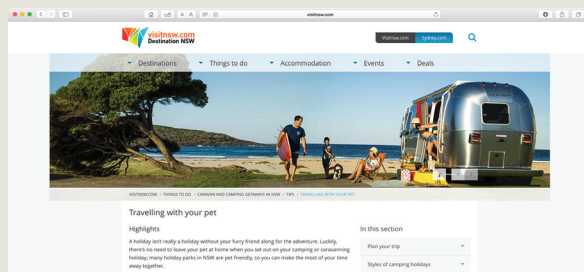 visitnsw.com
visitnsw.com
Destination NSW
Visitnsw.com Sydney.com
Destinations Things to do Accommodation Events Deals
VISITNSW.COM / THINGS TO DO / CARAVAN AND CAMPING GETAWAYS IN NSW / TIPS / TRAVELLING WITH YOUR PET
Travelling with your pet
Highlights
A holiday isn't really a holiday without your furry friend along for the adventure. Luckily,
there's no need to leave your pet at home when you set out on your camping or caravanning
holiday; many holiday parks in NSW are pet friendly, so you can make the most of your time
away together.
In this section
Plan your trip
Styles of camping holidays